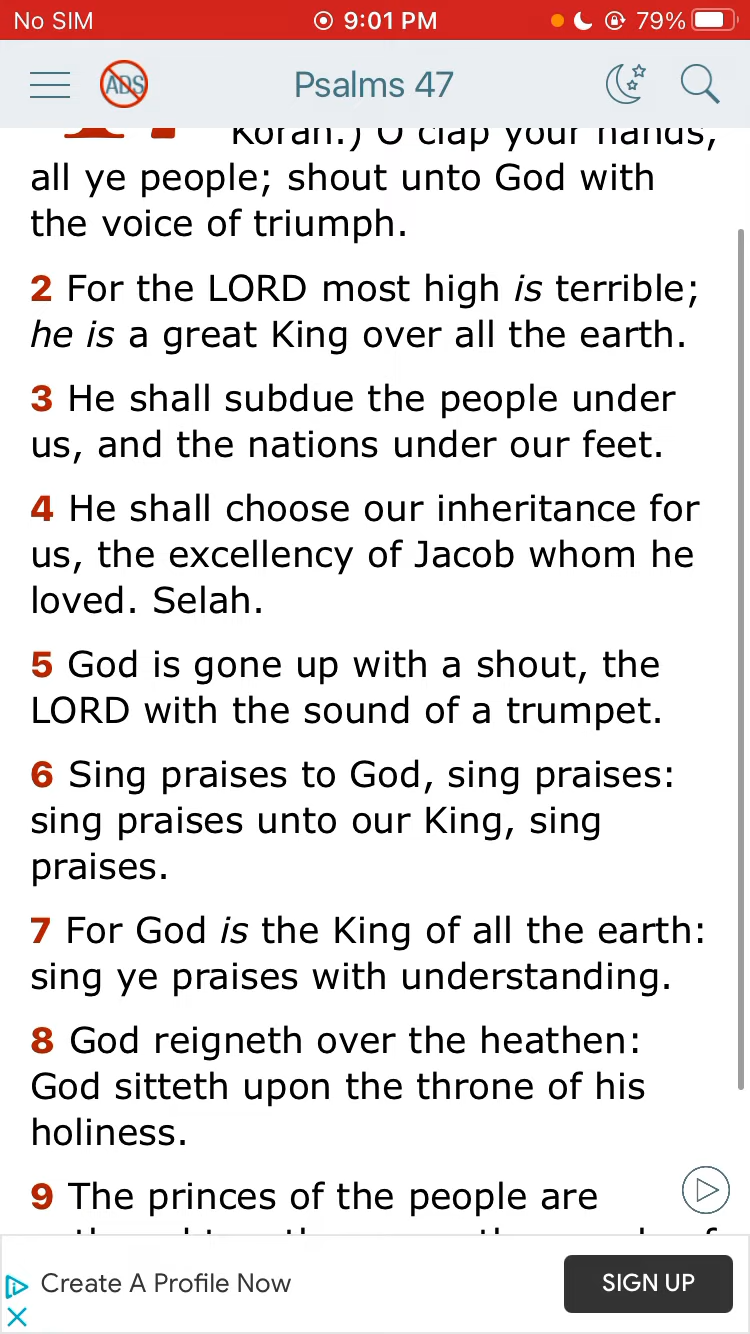 No SIM 9:01 PM 79%
ADS Psalms 47
Koran.) O clap your hands,
all ye people; shout unto God with
the voice of triumph.
2 For the LORD most high is terrible;
he is a great King over all the earth.
3 He shall subdue the people under
us, and the nations under our feet.
4 He shall choose our inheritance for
us, the excellency of Jacob whom he
loved. Selah.
5 God is gone up with a shout, the
LORD with the sound of a trumpet.
6 Sing praises to God, sing praises:
sing praises unto our King, sing
praises.
7 For God is the King of all the earth:
sing ye praises with understanding.
8 God reigneth over the heathen:
God sitteth upon the throne of his
holiness.
9 The princes of the people are
Create A Profile Now SIGN UP